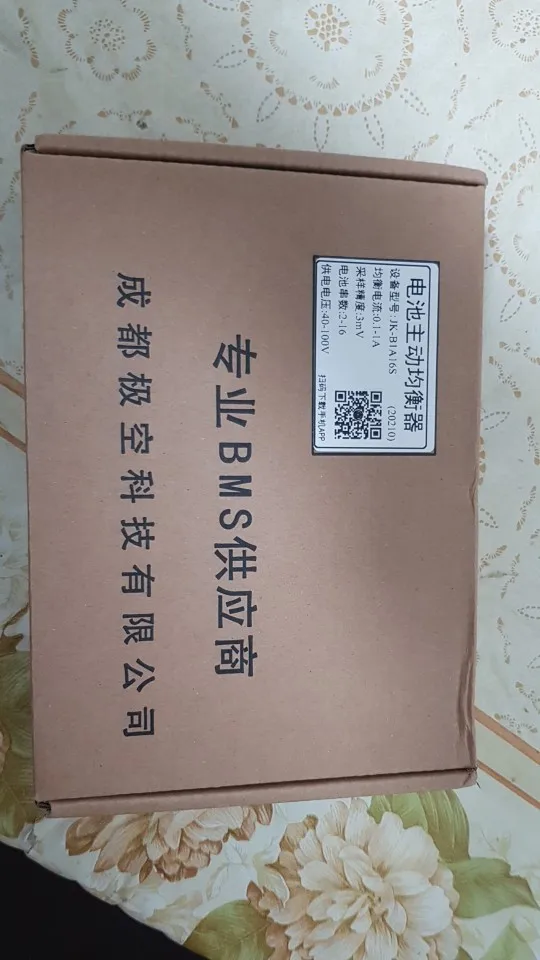 电池主动均衡器
(20210)
设备型号:JK-B1A16S
均衡电流:0.1-1A
采样精度:3mV
电池串数:2-16
供电电压:40-100V
扫码下载手机APP
专业BMS供应商
成都极空科技有限公司